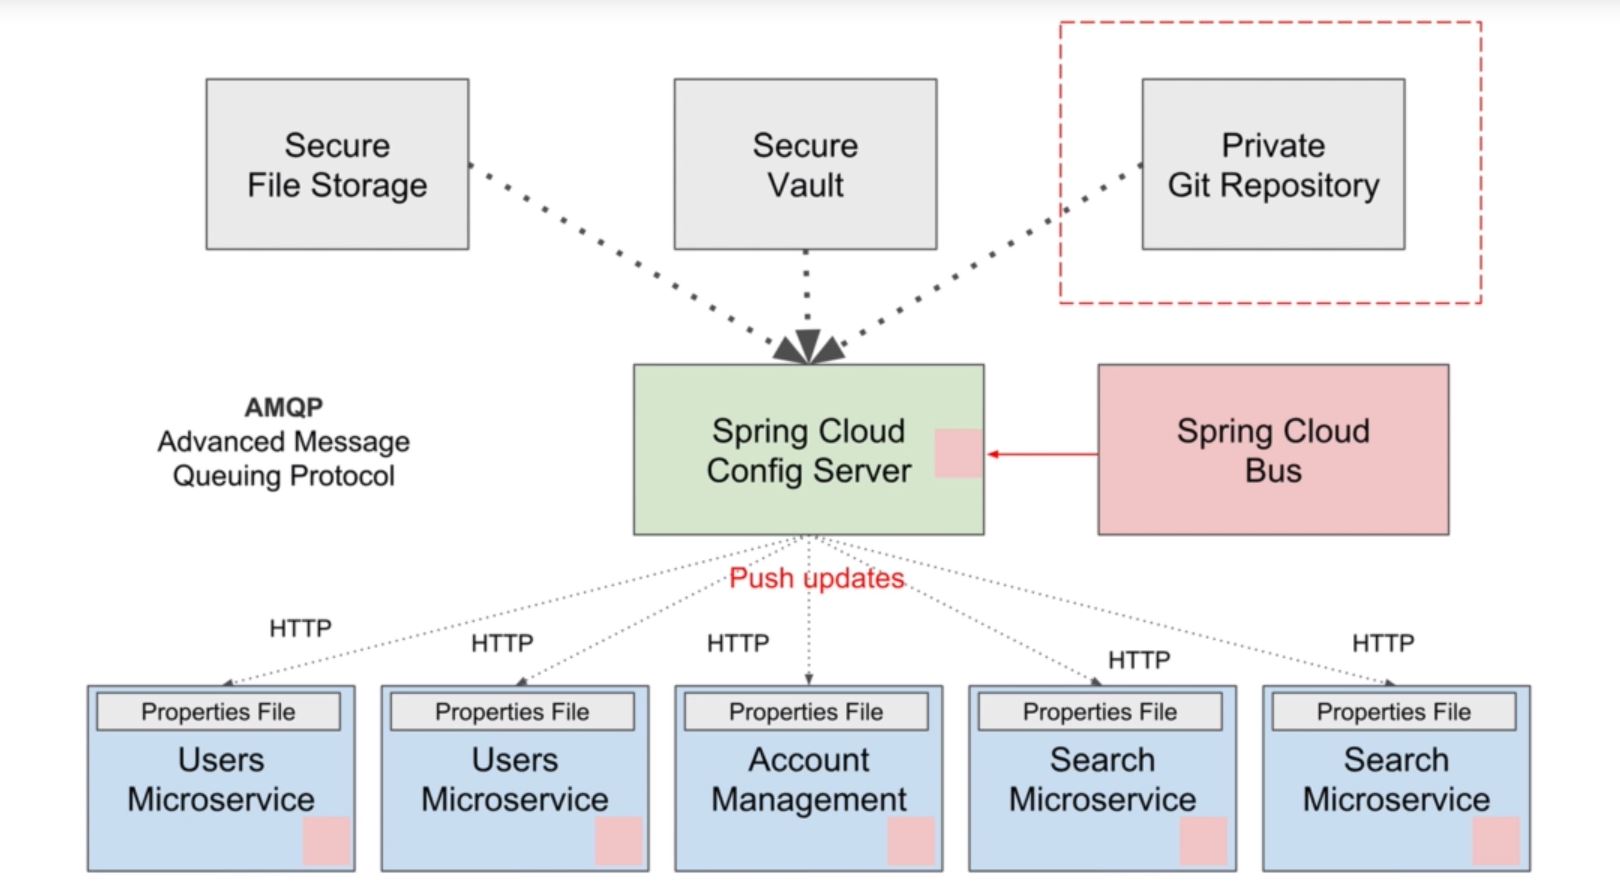 Secure
File Storage
Secure
Vault
Private
Git Repository
AMQP
Advanced Message
Queuing Protocol
Spring Cloud
Config Server
Spring Cloud
Bus
Push updates
HTTP
HTTP
HTTP
HTTP
HTTP
Properties File
Users
Microservice
Properties File
Users
Microservice
Properties File
Account
Management
Properties File
Search
Microservice
Properties File
Search
Microservice